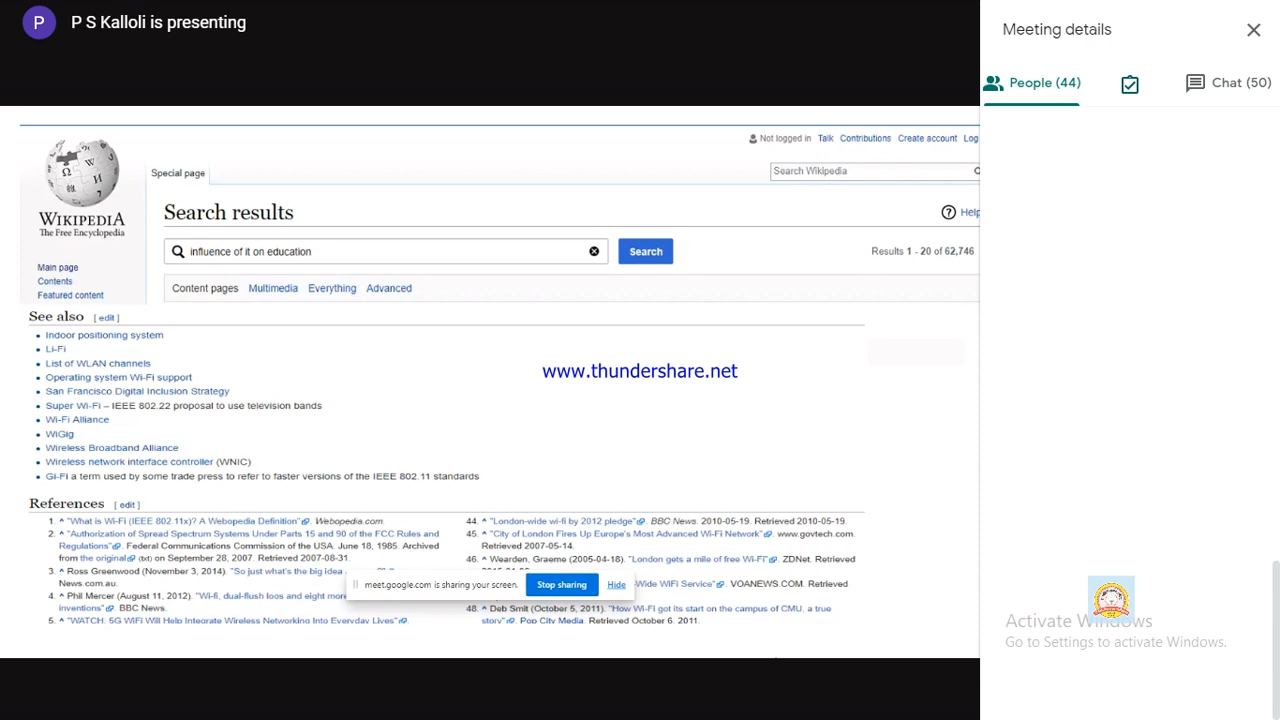 P
P S Kalloli is presenting
Meeting details
People (44)
Chat (50)
Not logged in Talk Contributions Create account Log
Special page
Search Wikipedia
WIKIPEDIA
The Free Encyclopedia
Search results
Help
influence of it on education
Search
Results 1 - 20 of 62,746
Main page
Contents
Featured content
Content pages Multimedia Everything Advanced
See also [ edit ]
Indoor positioning system
Li-Fi
List of WLAN channels
Operating system Wi-Fi support
San Francisco Digital Inclusion Strategy
Super Wi-Fi – IEEE 802.22 proposal to use television bands
Wi-Fi Alliance
WiGig
Wireless Broadband Alliance
Wireless network interface controller (WNIC)
Gi-Fi a term used by some trade press to refer to faster versions of the IEEE 802.11 standards
www.thundershare.net
References [ edit ]
1. ^ "What is Wi-Fi (IEEE 802.11x)? A Webopedia Definition". Webopedia.com.
2. ^ "Authorization of Spread Spectrum Systems Under Parts 15 and 90 of the FCC Rules and
Regulations". Federal Communications Commission of the USA. June 18, 1985. Archived
from the original (txt) on September 28, 2007. Retrieved 2007-08-31.
3. ^ Ross Greenwood (November 3, 2014). "So just what's the big idea
News.com.au.
4. ^ Phil Mercer (August 11, 2012). "Wi-fi, dual-flush loos and eight more
inventions". BBC News.
5. ^ "WATCH: 5G WiFi Will Help Integrate Wireless Networking Into Everyday Lives".
44. ^ "London-wide wi-fi by 2012 pledge". BBC News. 2010-05-19. Retrieved 2010-05-19.
45. ^ "City of London Fires Up Europe's Most Advanced Wi-Fi Network". www.govtech.com.
Retrieved 2007-05-14.
46. ^ Wearden, Graeme (2005-04-18). "London gets a mile of free Wi-Fi". ZDNet. Retrieved
-Wide WiFi Service". VOANEWS.COM. Retrieved
48. ^ Deb Smit (October 5, 2011). "How Wi-Fi got its start on the campus of CMU, a true
story". Pop City Media. Retrieved October 6, 2011.
meet.google.com is sharing your screen.
Stop sharing
Hide
Activate Windows
Go to Settings to activate Windows.